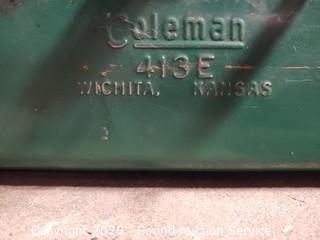 Coleman
413E
WICHITA, KANSAS
Copyright 2020 - Sound Auction Service